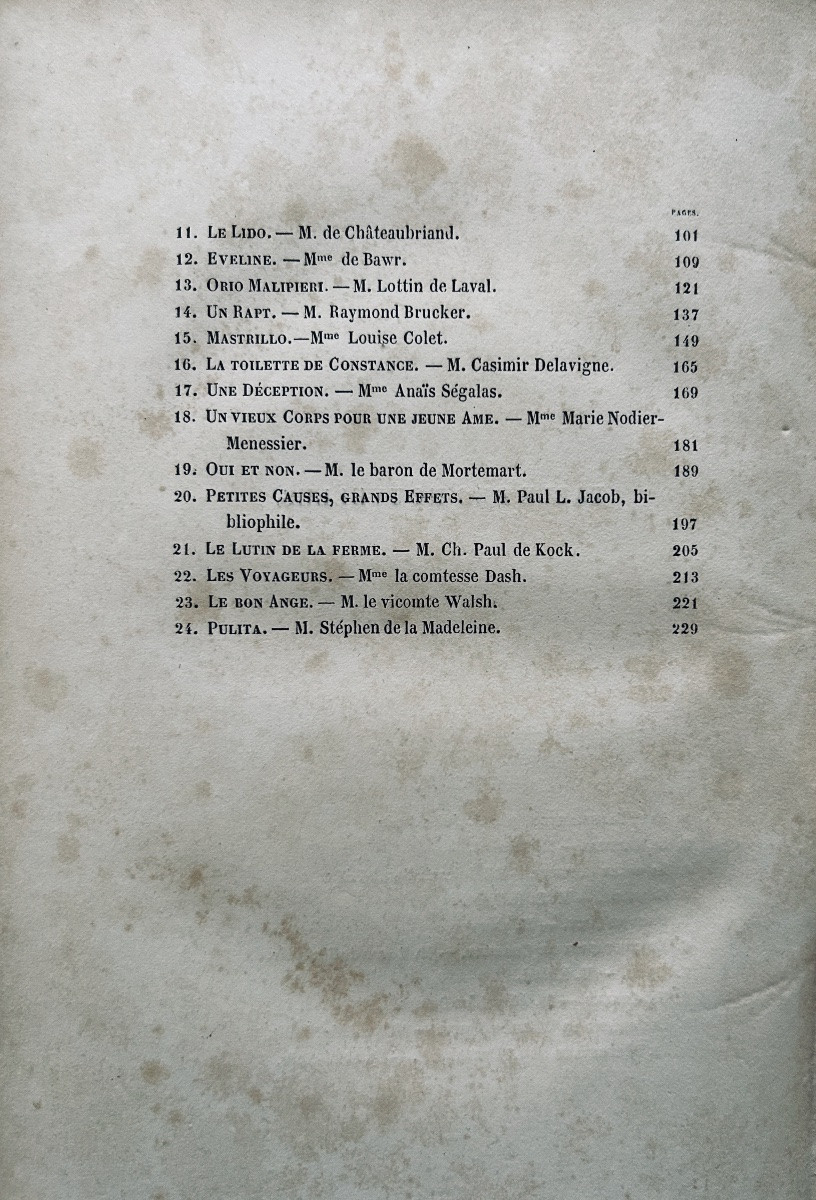 PAGES.
11. LE LIDO. — M. de Châteaubriand. 101
12. EVELINE. — Mme de Bawr. 109
13. ORIO MALIPIERI. — M. Lottin de Laval. 121
14. UN RAPT. — M. Raymond Brucker. 137
15. MASTRILLO. — Mme Louise Colet. 149
16. LA TOILETTE DE CONSTANCE. — M. Casimir Delavigne. 165
17. UNE DÉCEPTION. — Mme Anaïs Ségalas. 169
18. UN VIEUX CORPS POUR UNE JEUNE AME. — Mme Marie Nodier-
Menessier. 181
19. OUI ET NON. — M. le baron de Mortemart. 189
20. PETITES CAUSES, GRANDS EFFETS. — M. Paul L. Jacob, bi-
bliophile. 197
21. LE LUTIN DE LA FERME. — M. Ch. Paul de Kock. 205
22. LES VOYAGEURS. — Mme la comtesse Dash. 213
23. LE BON ANGE. — M. le vicomte Walsh. 221
24. PULITA. — M. Stéphen de la Madeleine. 229